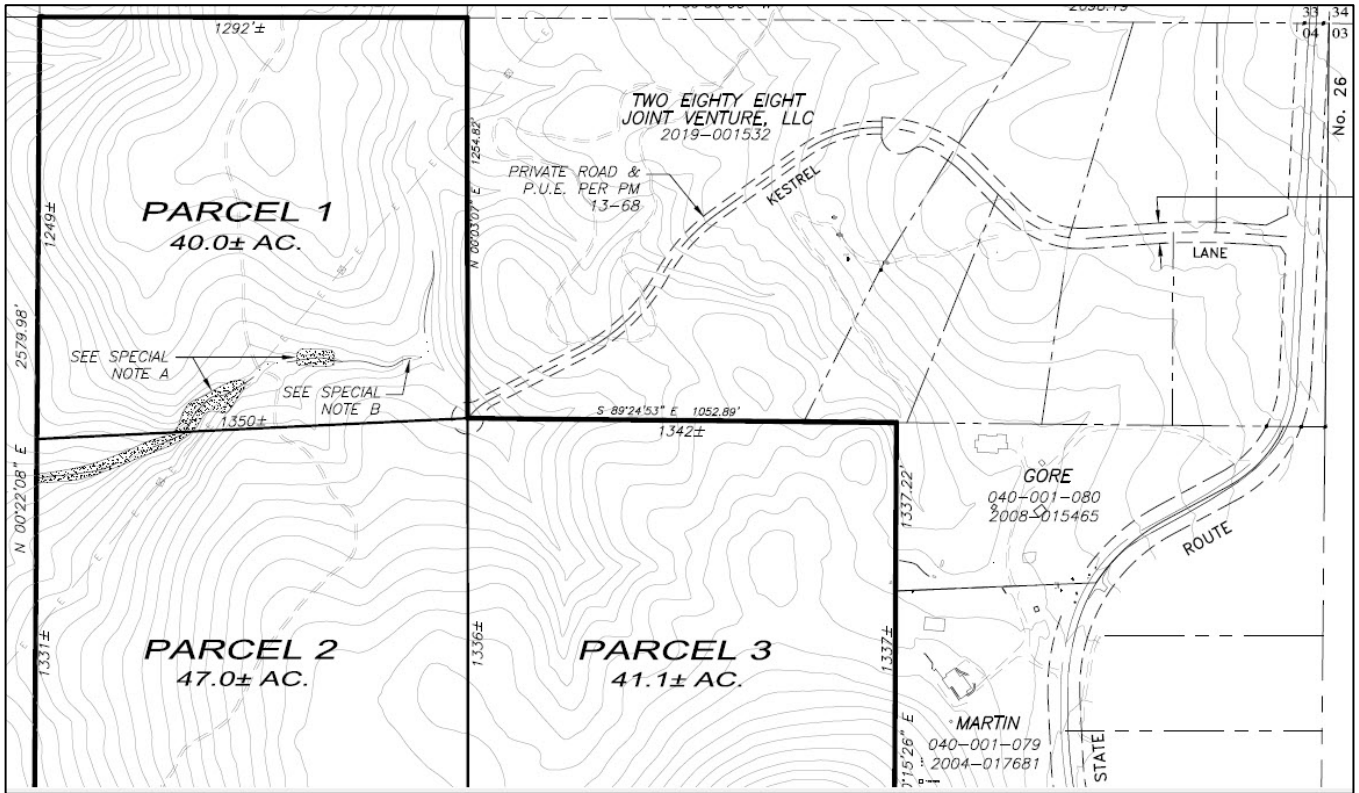 2098.19
33 34
04 03
1292'±
No. 26
TWO EIGHTY EIGHT
JOINT VENTURE, LLC
2019-001532
N 00°03'07" E 1254.82'
PRIVATE ROAD &
P.U.E. PER PM
13-68
KESTREL
LANE
1249±
PARCEL 1
40.0± AC.
N 00°22'08" E 2579.98'
SEE SPECIAL
NOTE A
SEE SPECIAL
NOTE B
1350±
S 89°24'53" E 1052.89'
1342±
1337.22'
GORE
040-001-080
2008-015465
ROUTE
1331±
PARCEL 2
47.0± AC.
1336±
PARCEL 3
41.1± AC.
1337±
15'26" E
MARTIN
040-001-079
2004-017681
STATE
E
E
E
E